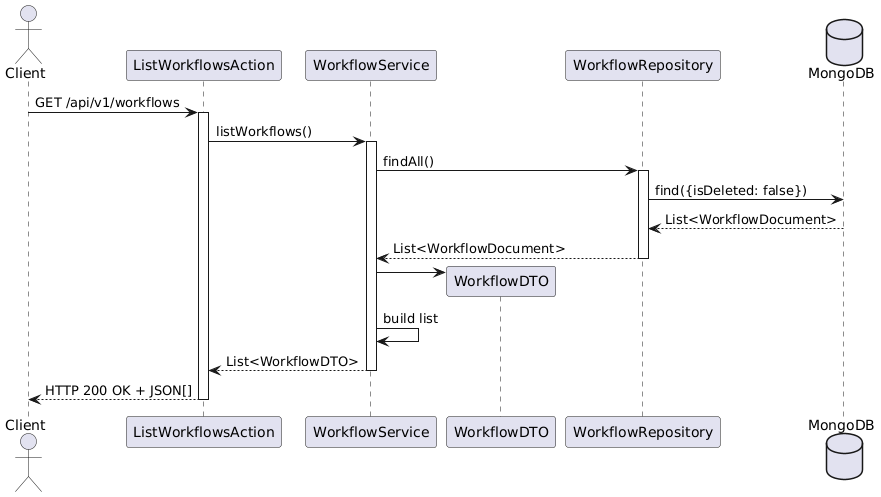 Client
ListWorkflowsAction
WorkflowService
WorkflowRepository
MongoDB
GET /api/v1/workflows
listWorkflows()
findAll()
find({isDeleted: false})
List<WorkflowDocument>
List<WorkflowDocument>
WorkflowDTO
build list
List<WorkflowDTO>
HTTP 200 OK + JSON[]
Client
ListWorkflowsAction
WorkflowService
WorkflowDTO
WorkflowRepository
MongoDB